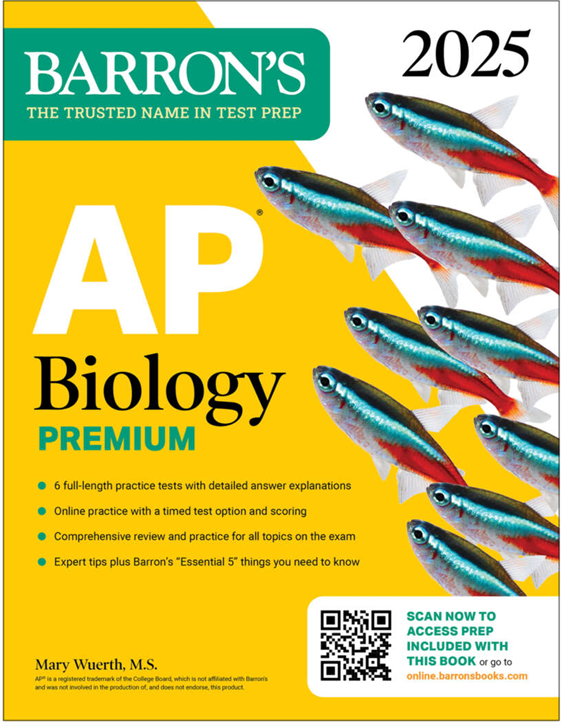 BARRON'S
THE TRUSTED NAME IN TEST PREP
2025
AP®
Biology
PREMIUM
6 full-length practice tests with detailed answer explanations
Online practice with a timed test option and scoring
Comprehensive review and practice for all topics on the exam
Expert tips plus Barron's “Essential 5” things you need to know
Mary Wuerth, M.S.
AP® is a registered trademark of the College Board, which is not affiliated with Barron's
and was not involved in the production of, and does not endorse, this product.
SCAN NOW TO
ACCESS PREP
INCLUDED WITH
THIS BOOK or go to
online.barronsbooks.com